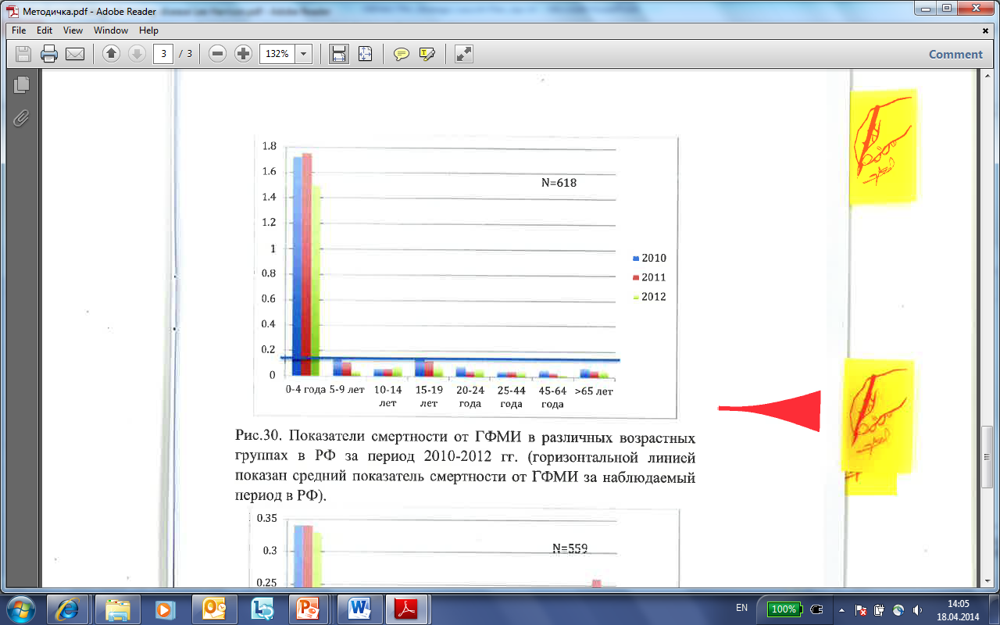 Методичка.pdf - Adobe Reader
File Edit View Window Help
3 / 3
132%
Comment
1.8
1.6
1.4
1.2
1
0.8
0.6
0.4
0.2
0
N=618
2010
2011
2012
0-4 года 5-9 лет 10-14 лет 15-19 лет 20-24 года 25-44 года 45-64 года >65 лет
Рис.30. Показатели смертности от ГФМИ в различных возрастных
группах в РФ за период 2010-2012 гг. (горизонтальной линией
показан средний показатель смертности от ГФМИ за наблюдаемый
период в РФ).
0.35
0.3
0.25
N=559
EN
100%
14:05
18.04.2014